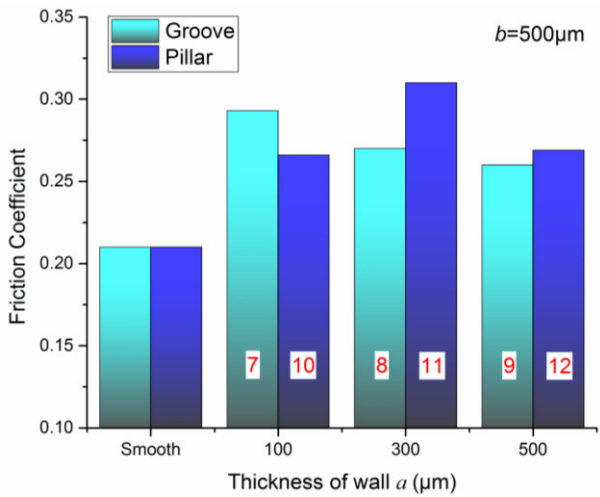 0.35
Groove
Pillar
b=500μm
0.30
0.25
0.20
0.15
0.10
Friction Coefficient
7
10
8
11
9
12
Smooth
100
300
500
Thickness of wall a (μm)